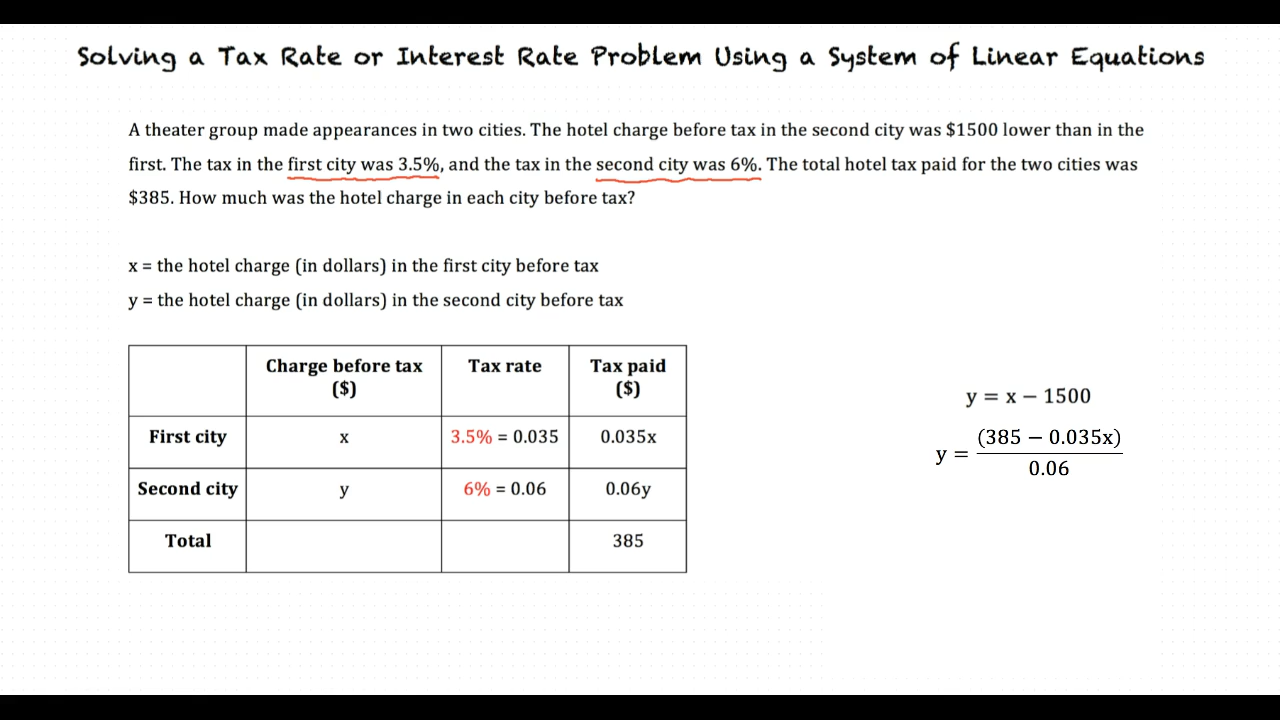 Solving a Tax Rate or Interest Rate Problem Using a System of Linear Equations
A theater group made appearances in two cities. The hotel charge before tax in the second city was $1500 lower than in the
first. The tax in the first city was 3.5%, and the tax in the second city was 6%. The total hotel tax paid for the two cities was
$385. How much was the hotel charge in each city before tax?
x = the hotel charge (in dollars) in the first city before tax
y = the hotel charge (in dollars) in the second city before tax
Charge before tax ($) Tax rate Tax paid ($)
First city x 3.5% = 0.035 0.035x
Second city y 6% = 0.06 0.06y
Total 385
y = x − 1500
y = (385 − 0.035x)
0.06